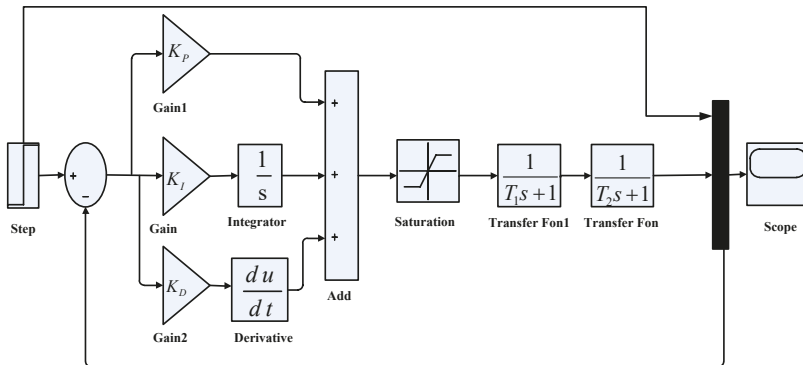 K_P
Gain1
+
Step
+
−
K_I
Gain
1/s
Integrator
+
Saturation
1/(T_1s+1)
Transfer Fon1
1/(T_2s+1)
Transfer Fon
Scope
K_D
Gain2
du/dt
Derivative
+
Add